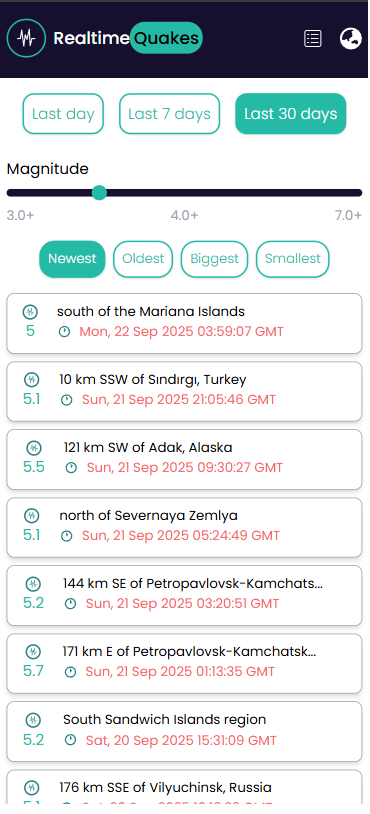 RealtimeQuakes
Last day Last 7 days Last 30 days
Magnitude
3.0+ 4.0+ 7.0+
Newest Oldest Biggest Smallest
south of the Mariana Islands
5 Mon, 22 Sep 2025 03:59:07 GMT
10 km SSW of Sındırgı, Turkey
5.1 Sun, 21 Sep 2025 21:05:46 GMT
121 km SW of Adak, Alaska
5.5 Sun, 21 Sep 2025 09:30:27 GMT
north of Severnaya Zemlya
5.1 Sun, 21 Sep 2025 05:24:49 GMT
144 km SE of Petropavlovsk-Kamchats...
5.2 Sun, 21 Sep 2025 03:20:51 GMT
171 km E of Petropavlovsk-Kamchatsk...
5.7 Sun, 21 Sep 2025 01:13:35 GMT
South Sandwich Islands region
5.2 Sat, 20 Sep 2025 15:31:09 GMT
176 km SSE of Vilyuchinsk, Russia